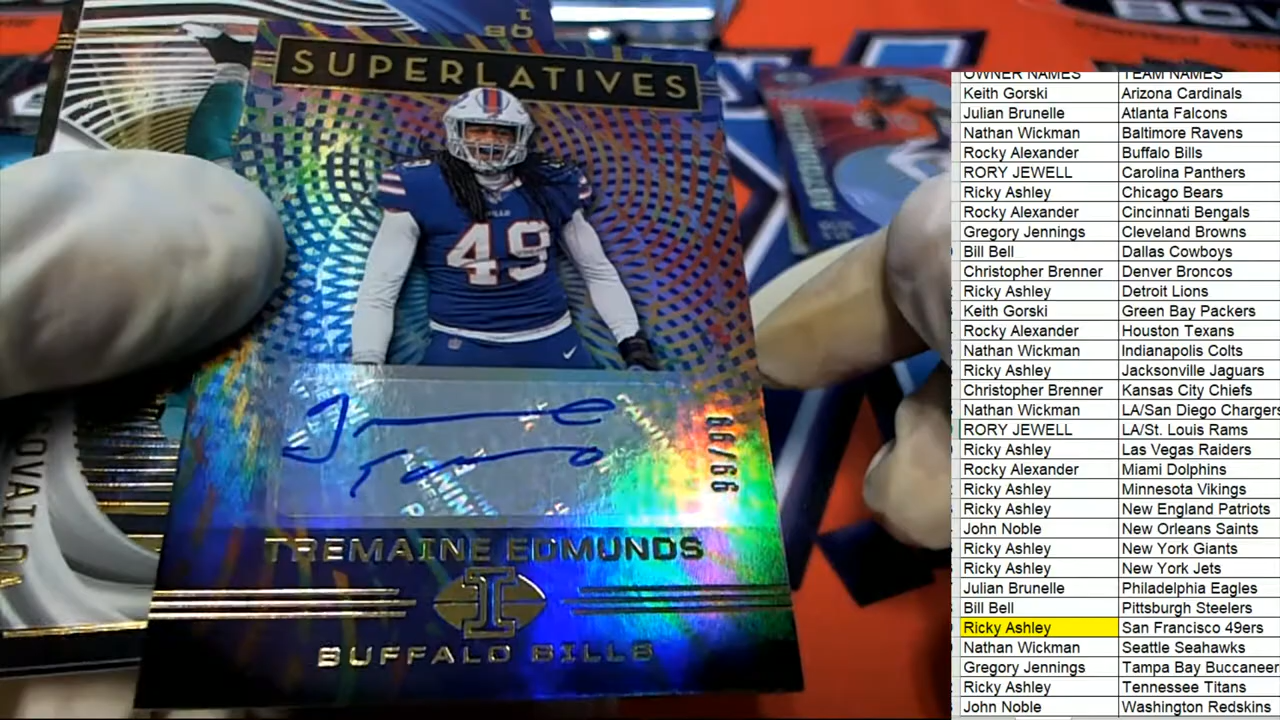 BCW
I
80
SUPERLATIVES
49
TREMAINE EDMUNDS
I
BUFFALO BILLS
OWNER NAMES TEAM NAMES
Keith Gorski Arizona Cardinals
Julian Brunelle Atlanta Falcons
Nathan Wickman Baltimore Ravens
Rocky Alexander Buffalo Bills
RORY JEWELL Carolina Panthers
Ricky Ashley Chicago Bears
Rocky Alexander Cincinnati Bengals
Gregory Jennings Cleveland Browns
Bill Bell Dallas Cowboys
Christopher Brenner Denver Broncos
Ricky Ashley Detroit Lions
Keith Gorski Green Bay Packers
Rocky Alexander Houston Texans
Nathan Wickman Indianapolis Colts
Ricky Ashley Jacksonville Jaguars
Christopher Brenner Kansas City Chiefs
Nathan Wickman LA/San Diego Chargers
RORY JEWELL LA/St. Louis Rams
Ricky Ashley Las Vegas Raiders
Rocky Alexander Miami Dolphins
Ricky Ashley Minnesota Vikings
Ricky Ashley New England Patriots
John Noble New Orleans Saints
Ricky Ashley New York Giants
Ricky Ashley New York Jets
Julian Brunelle Philadelphia Eagles
Bill Bell Pittsburgh Steelers
Ricky Ashley San Francisco 49ers
Nathan Wickman Seattle Seahawks
Gregory Jennings Tampa Bay Buccaneer
Ricky Ashley Tennessee Titans
John Noble Washington Redskins